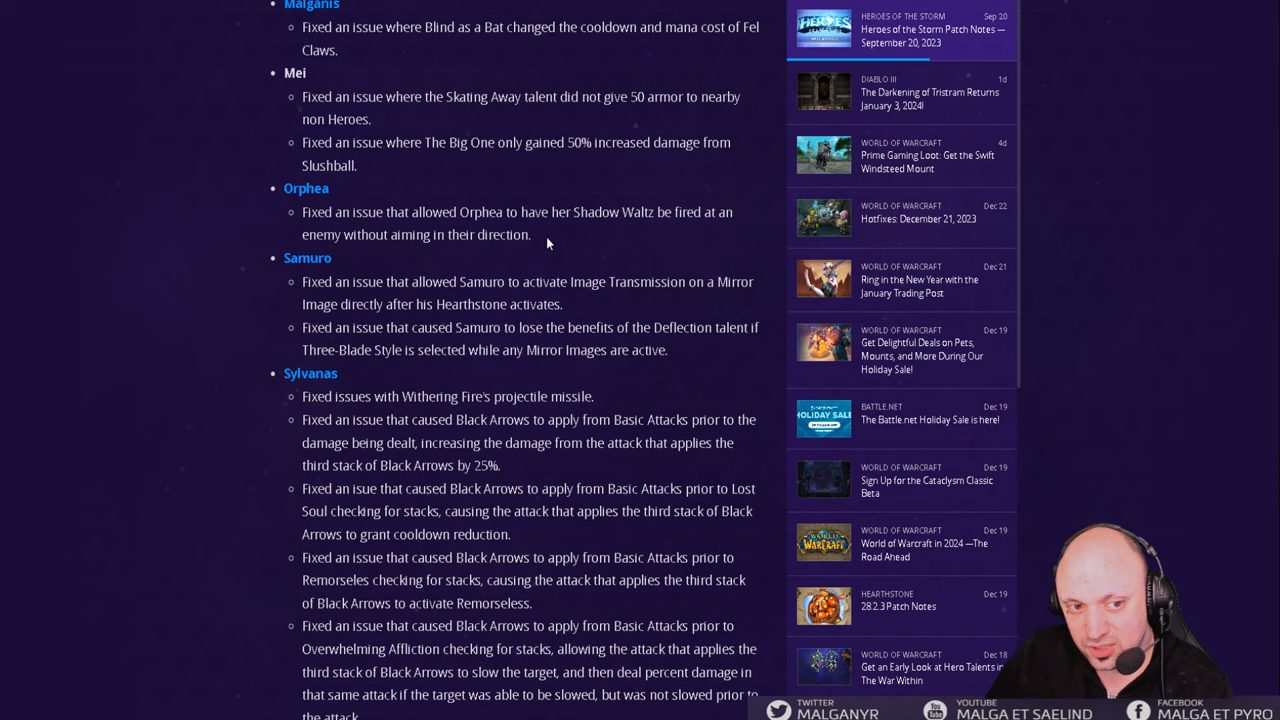 Malganis
Fixed an issue where Blind as a Bat changed the cooldown and mana cost of Fel
Claws.
Mei
Fixed an issue where the Skating Away talent did not give 50 armor to nearby
non Heroes.
Fixed an issue where The Big One only gained 50% increased damage from
Slushball.
Orphea
Fixed an issue that allowed Orphea to have her Shadow Waltz be fired at an
enemy without aiming in their direction.
Samuro
Fixed an issue that allowed Samuro to activate Image Transmission on a Mirror
Image directly after his Hearthstone activates.
Fixed an issue that caused Samuro to lose the benefits of the Deflection talent if
Three-Blade Style is selected while any Mirror Images are active.
Sylvanas
Fixed issues with Withering Fire's projectile missile.
Fixed an issue that caused Black Arrows to apply from Basic Attacks prior to the
damage being dealt, increasing the damage from the attack that applies the
third stack of Black Arrows by 25%.
Fixed an isue that caused Black Arrows to apply from Basic Attacks prior to Lost
Soul checking for stacks, causing the attack that applies the third stack of Black
Arrows to grant cooldown reduction.
Fixed an issue that caused Black Arrows to apply from Basic Attacks prior to
Remorseles checking for stacks, causing the attack that applies the third stack
of Black Arrows to activate Remorseless.
Fixed an issue that caused Black Arrows to apply from Basic Attacks prior to
Overwhelming Affliction checking for stacks, allowing the attack that applies the
third stack of Black Arrows to slow the target, and then deal percent damage in
that same attack if the target was able to be slowed, but was not slowed prior to
the attack.
HEROES OF THE STORM Sep 20
Heroes of the Storm Patch Notes —
September 20, 2023
DIABLO III 1d
The Darkening of Tristram Returns
January 3, 2024!
WORLD OF WARCRAFT 4d
Prime Gaming Loot: Get the Swift
Windsteed Mount
WORLD OF WARCRAFT Dec 22
Hotfixes: December 21, 2023
WORLD OF WARCRAFT Dec 21
Ring in the New Year with the
January Trading Post
WORLD OF WARCRAFT Dec 19
Get Delightful Deals on Pets,
Mounts, and More During Our
Holiday Sale!
HOLIDAY SALE
BATTLE.NET Dec 19
The Battle.net Holiday Sale is here!
WORLD OF WARCRAFT Dec 19
Sign Up for the Cataclysm Classic
Beta
WORLD OF WARCRAFT Dec 19
World of Warcraft in 2024 —The
Road Ahead
HEARTHSTONE Dec 19
28.2.3 Patch Notes
WORLD OF WARCRAFT Dec 18
Get an Early Look at Hero Talents in
The War Within
TWITTER
MALGANYR
YOUTUBE
MALGA ET SAELIND
FACEBOOK
MALGA ET PYRO